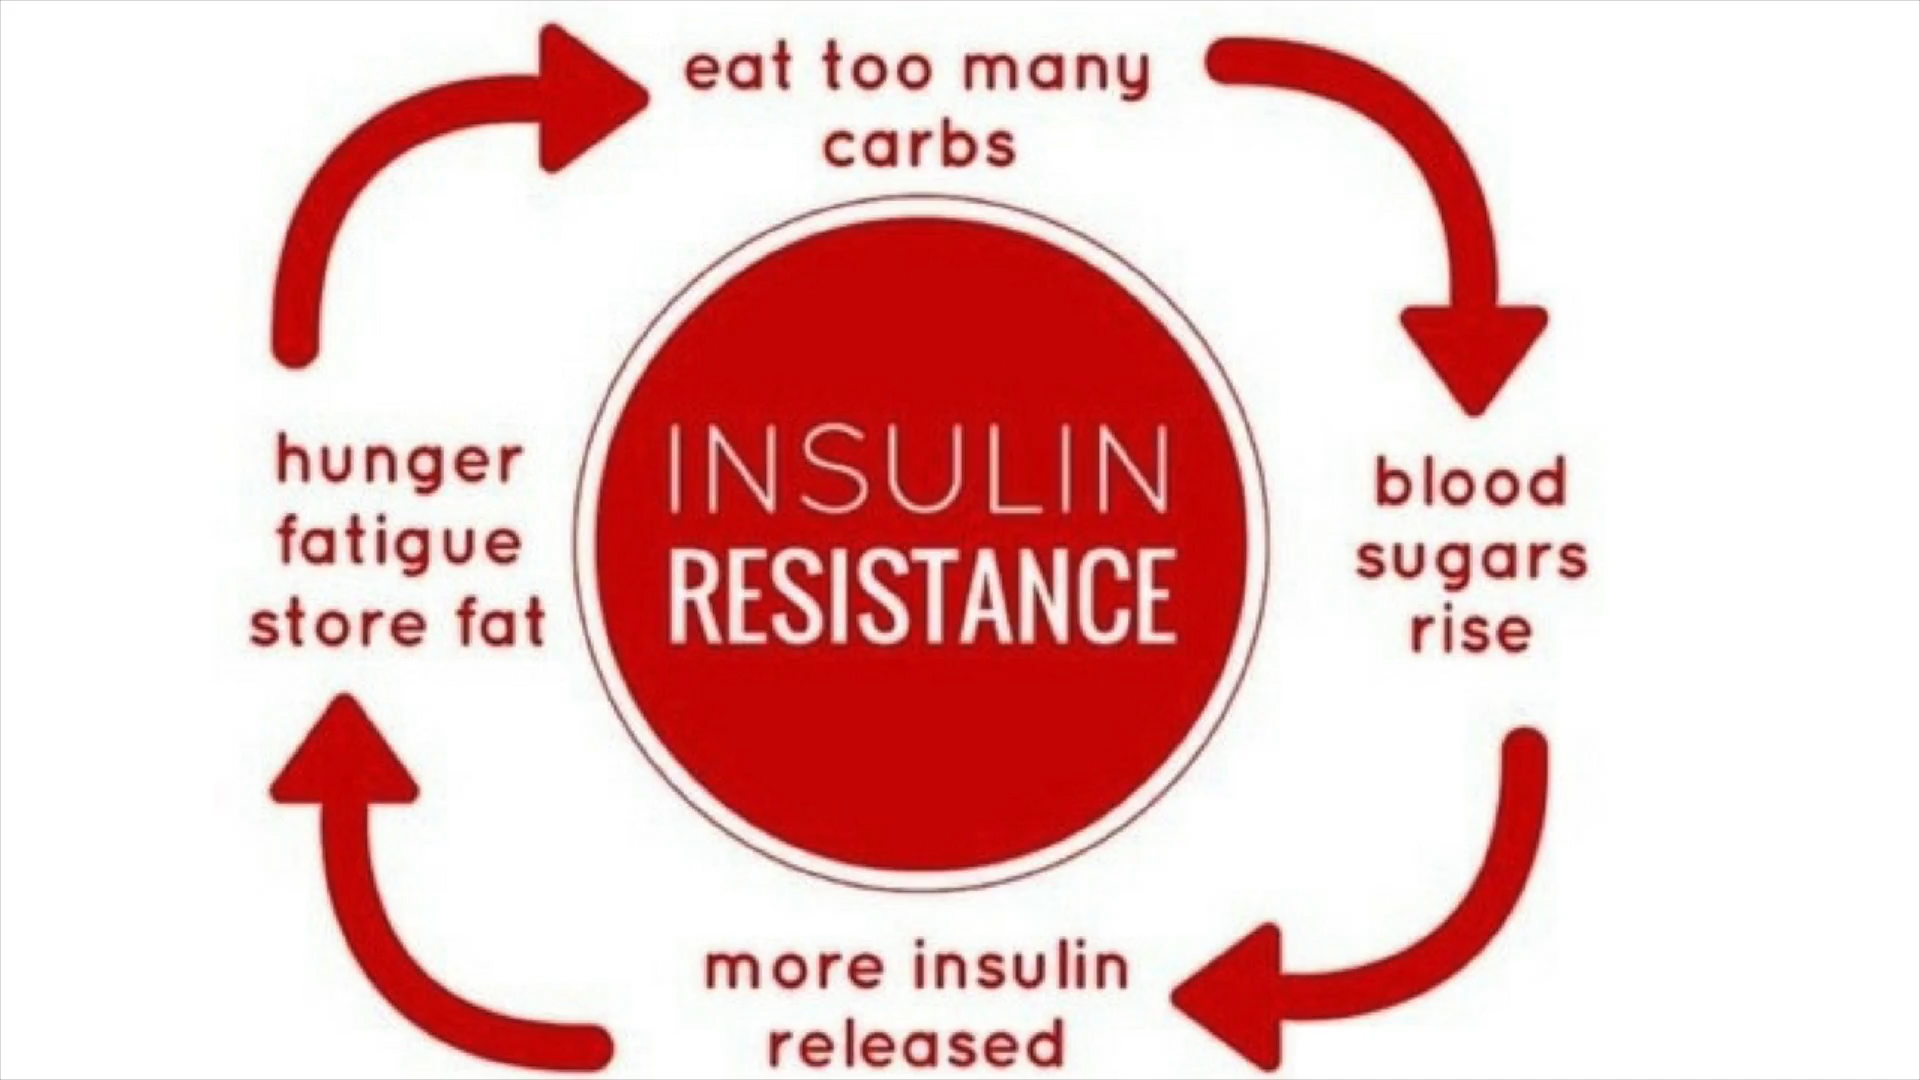 eat too many
carbs
blood
sugars
rise
more insulin
released
hunger
fatigue
store fat
INSULIN
RESISTANCE